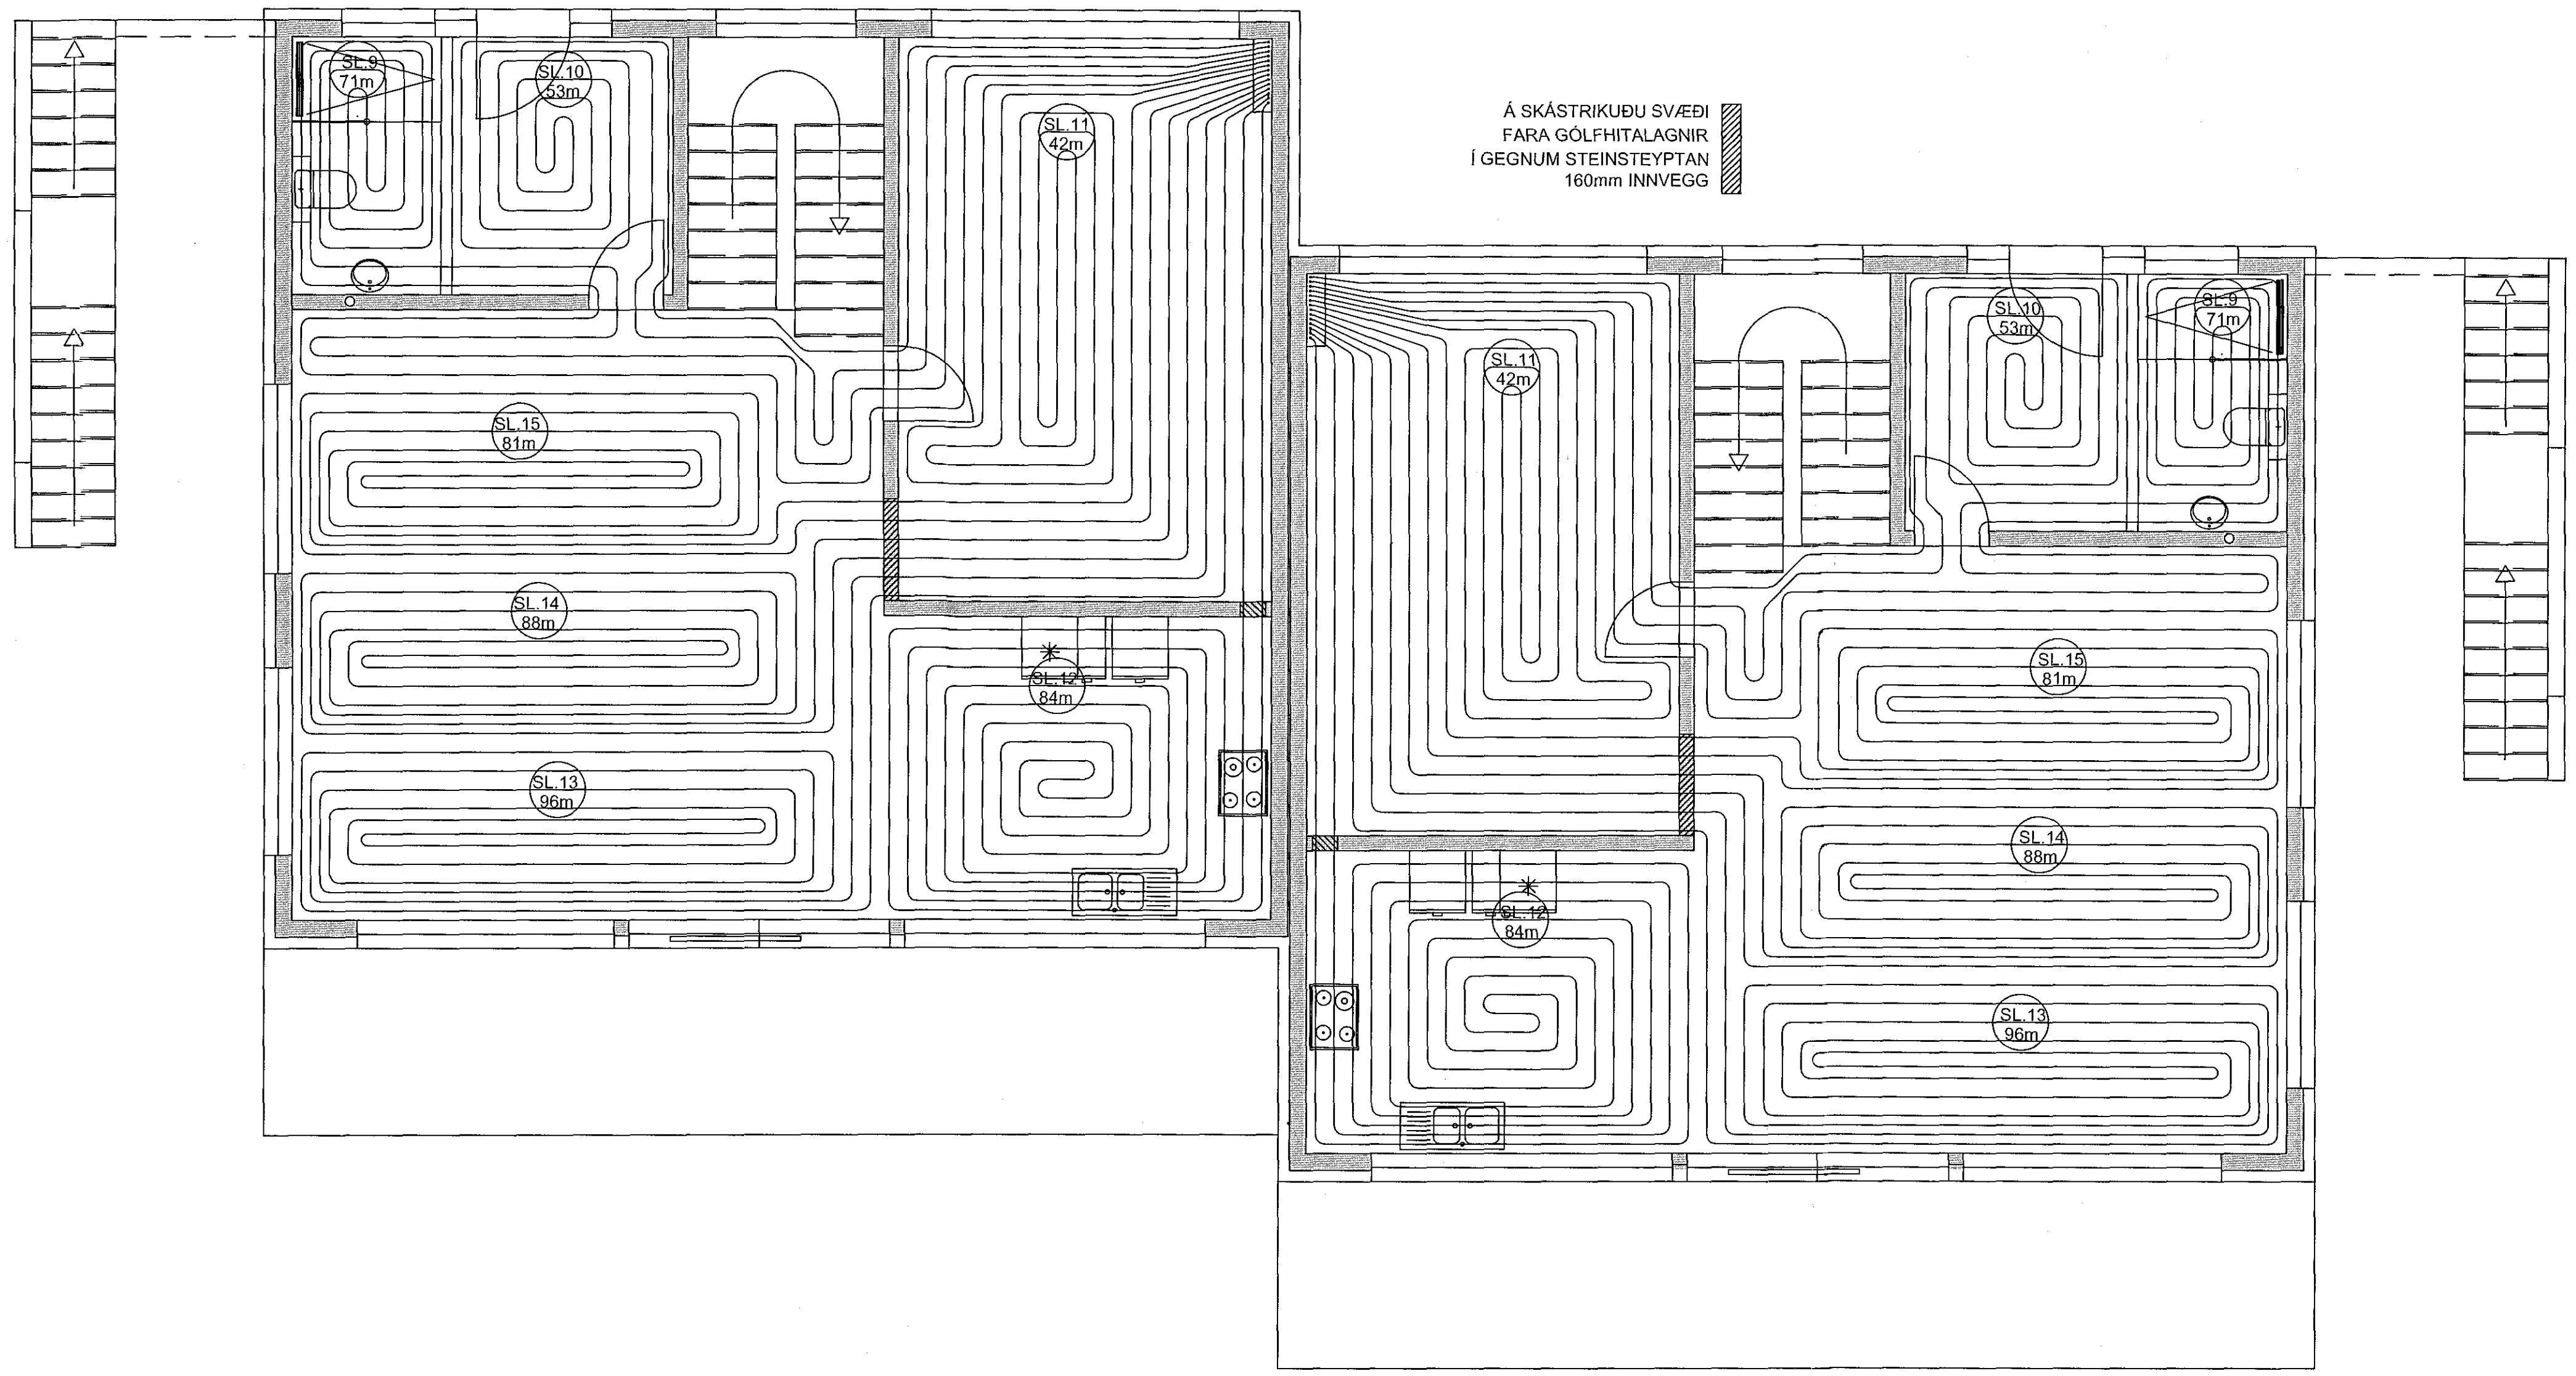 SL.9
71m
SL.10
53m
SL.11
42m
Á SKÁSTRIKUÐU SVÆÐI
FARA GÓLFHITALAGNIR
Í GEGNUM STEINSTEYPTAN
160mm INNVEGG
SL.15
81m
SL.14
88m
SL.12
84m
SL.13
96m
SL.11
42m
SL.10
53m
SL.9
71m
SL.15
81m
SL.14
88m
SL.12
84m
SL.13
96m